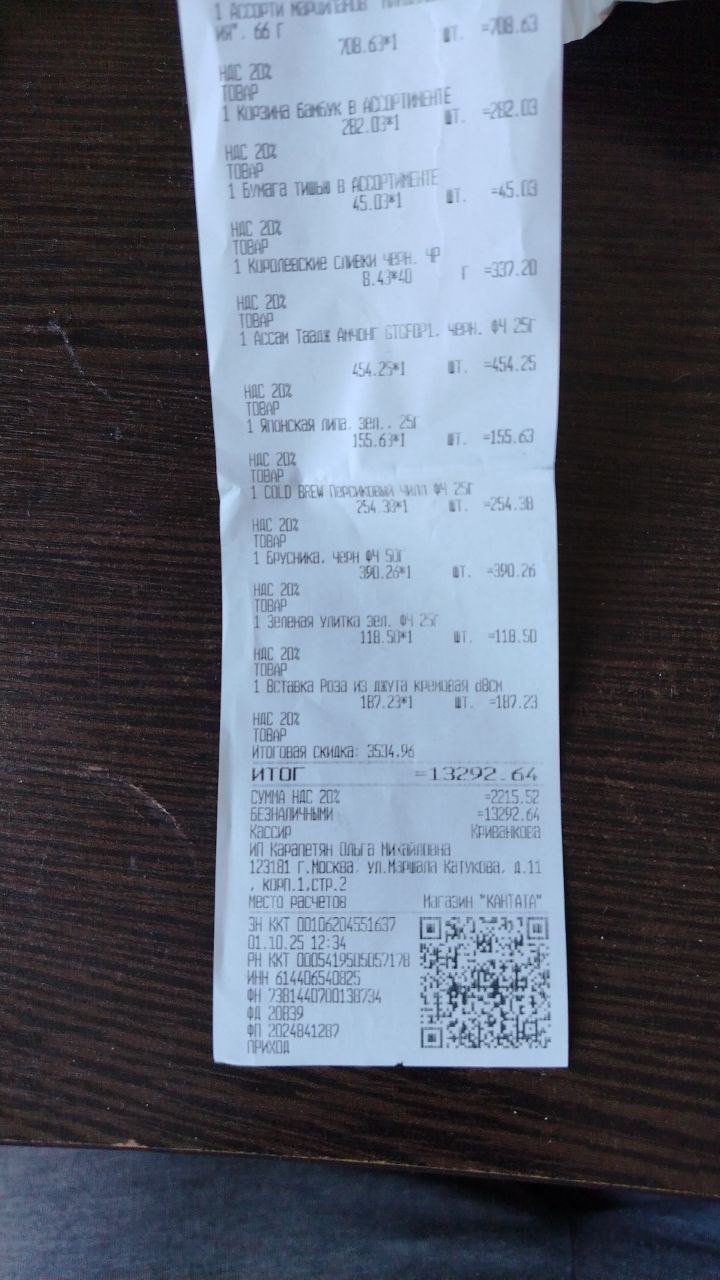 1 Ассорти марципанов
ИЯ". 66 Г
708.63*1 ШТ. =708.63
НДС 20%
ТОВАР
1 Корзина бамбук В АССОРТИМЕНТЕ
282.03*1 ШТ. =282.03
НДС 20%
ТОВАР
1 Бумага тишью В АССОРТИМЕНТЕ
45.03*1 ШТ. =45.03
НДС 20%
ТОВАР
1 Королевские сливки черн. ЧР
8.43*40 Г =337.20
НДС 20%
ТОВАР
1 Ассам Таадж Амчонг GTGFOP1, черн. ФЧ 25Г
454.25*1 ШТ. =454.25
НДС 20%
ТОВАР
1 Японская липа, зел., 25Г
155.63*1 ШТ. =155.63
НДС 20%
ТОВАР
1 COLD BREW Персиковый чилл ФЧ 25Г
254.38*1 ШТ. =254.38
НДС 20%
ТОВАР
1 Брусника, черн ФЧ 50Г
390.26*1 ШТ. =390.26
НДС 20%
ТОВАР
1 Зеленая улитка зел. ФЧ 25Г
118.50*1 ШТ. =118.50
НДС 20%
ТОВАР
1 Вставка Роза из джута кремовая d8см
187.23*1 ШТ. =187.23
НДС 20%
ТОВАР
Итоговая скидка: 3534.96
ИТОГ =13292.64
СУММА НДС 20% =2215.52
БЕЗНАЛИЧНЫМИ =13292.64
Кассир Криванкова
ИП Карапетян Ольга Михайловна
123181 г.Москва, ул.Маршала Катукова, д.11
, корп.1,стр.2
Место расчетов Магазин "КАНТАТА"
ЗН ККТ 00106204551637
01.10.25 12:34
РН ККТ 0005419505057178
ИНН 614406540825
ФН 7381440700138734
ФД 20839
ФП 2024841287
ПРИХОД